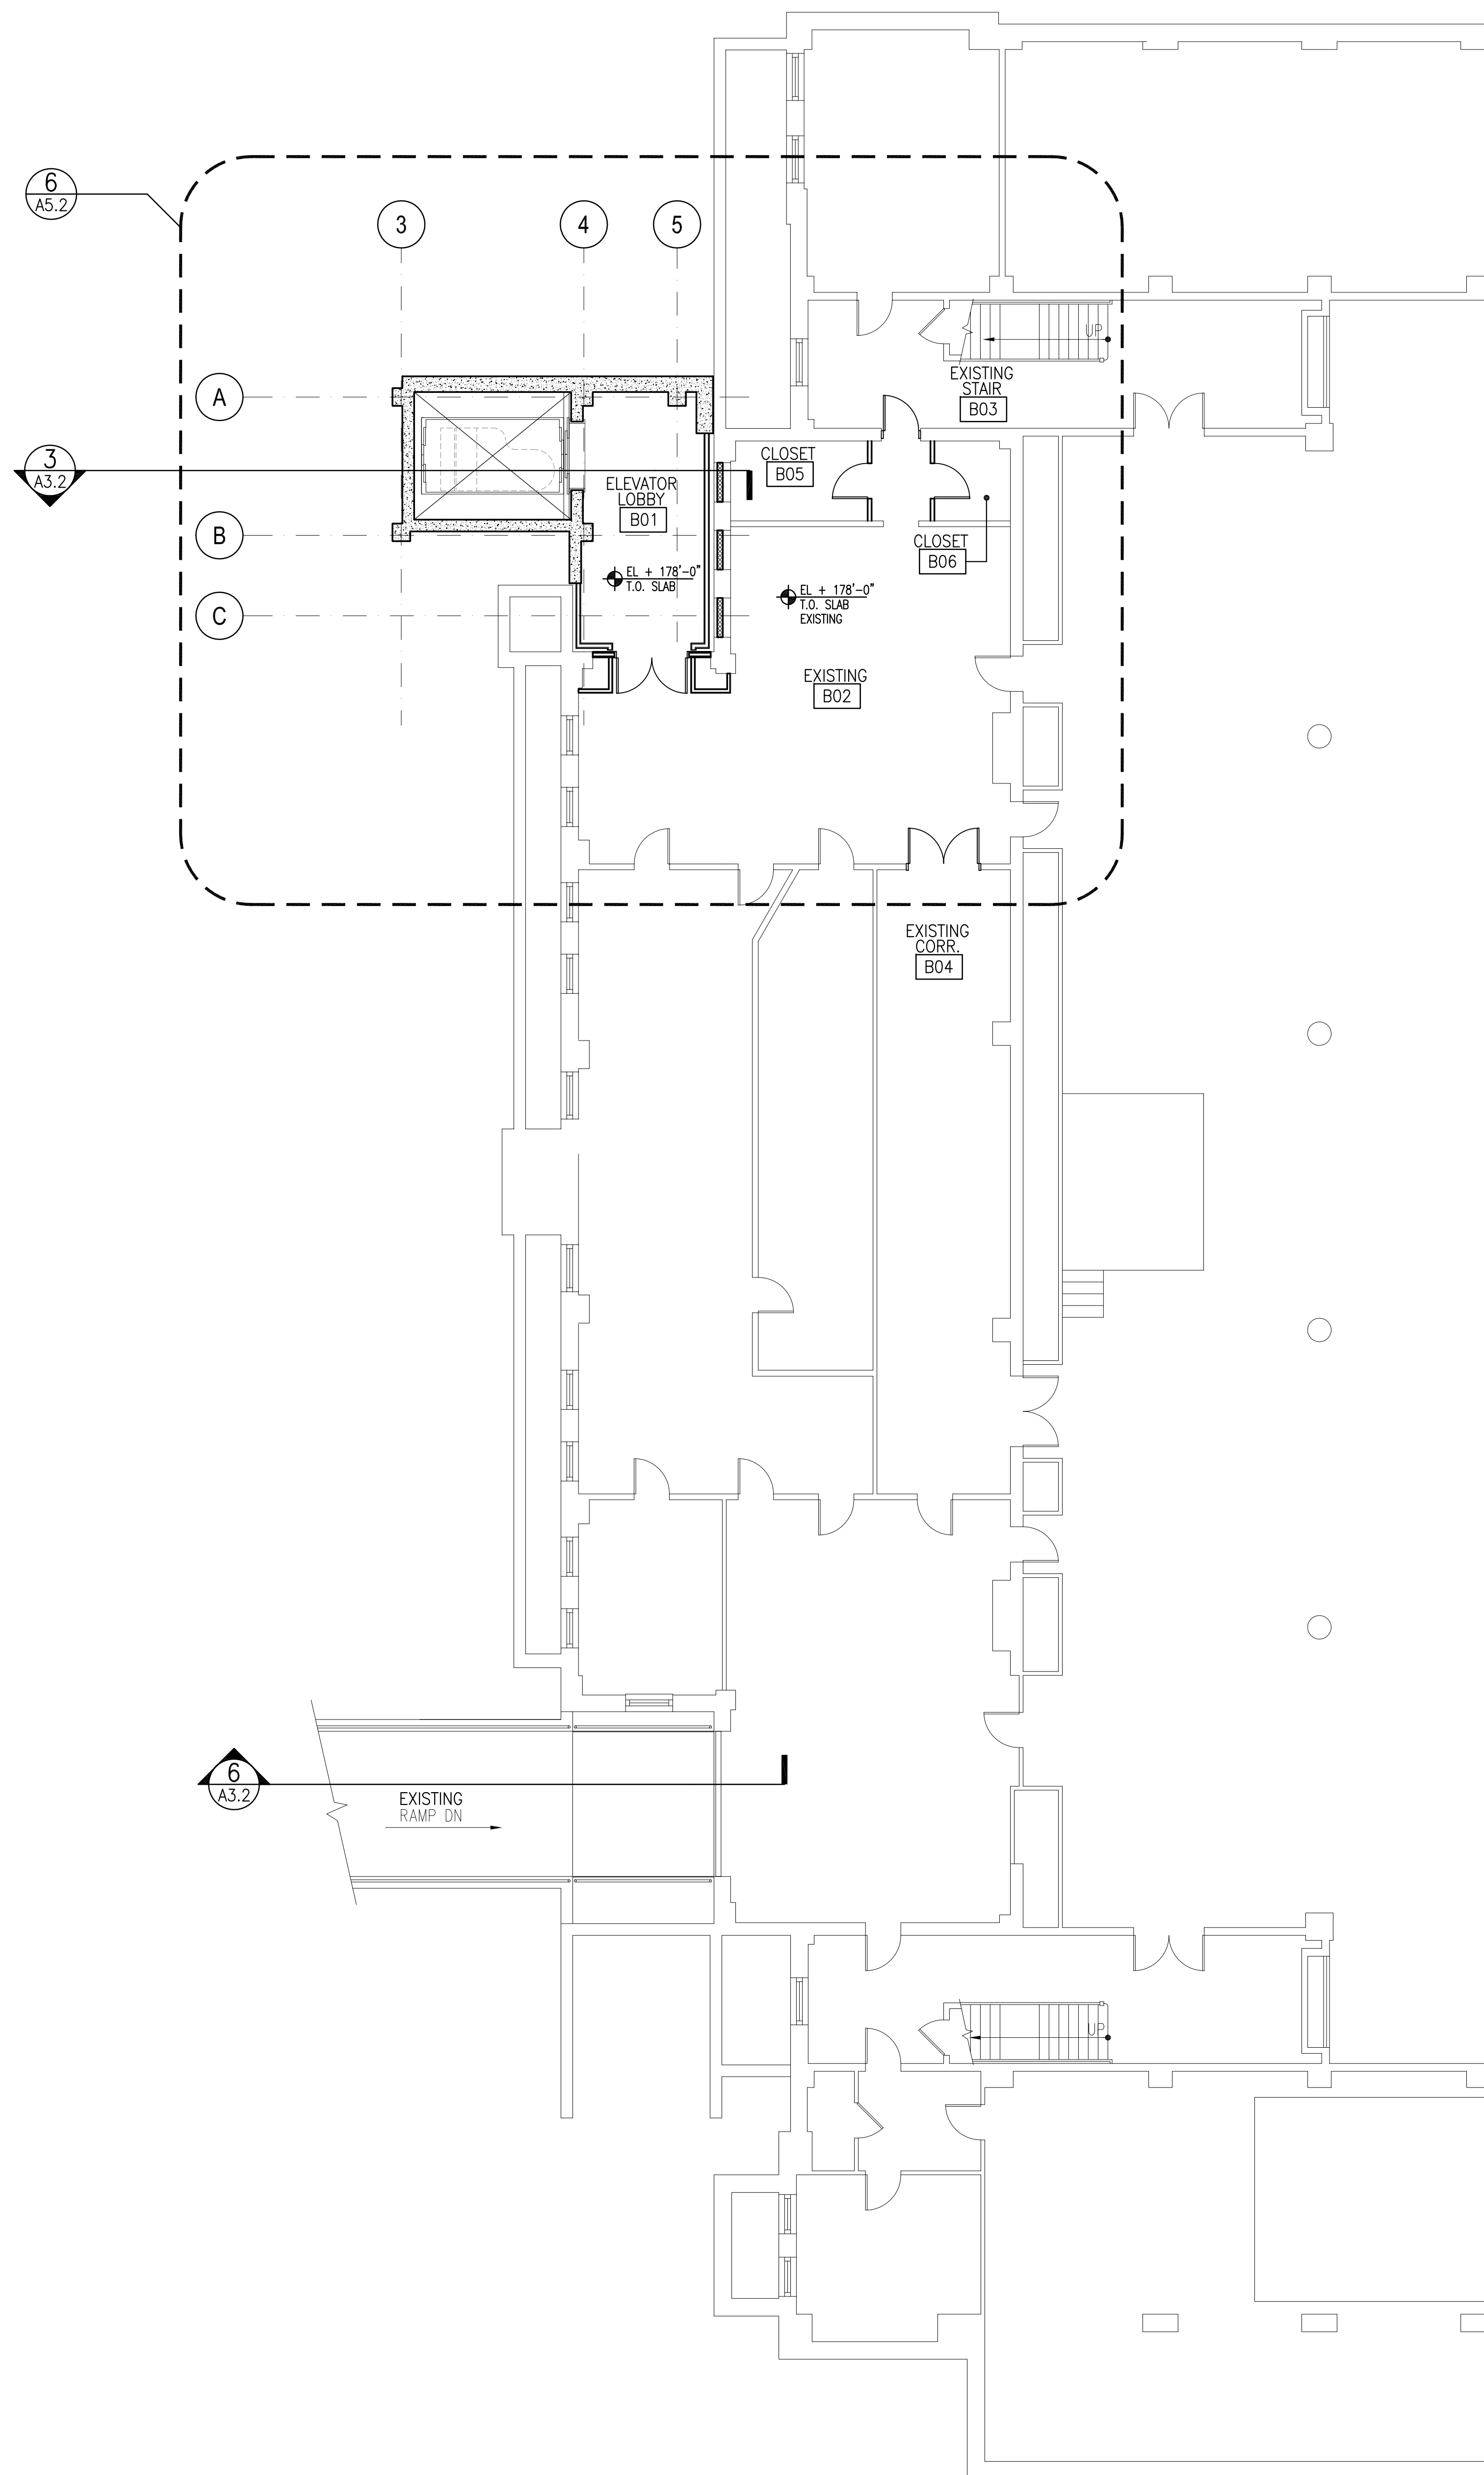 6
A5.2
3
4
5
UP
EXISTING
STAIR
B03
A
3
A3.2
CLOSET
B05
ELEVATOR
LOBBY
B01
B
CLOSET
B06
EL + 178'-0"
T.O. SLAB
EL + 178'-0"
T.O. SLAB
EXISTING
C
EXISTING
B02
EXISTING
CORR.
B04
6
A3.2
EXISTING
RAMP DN
UP